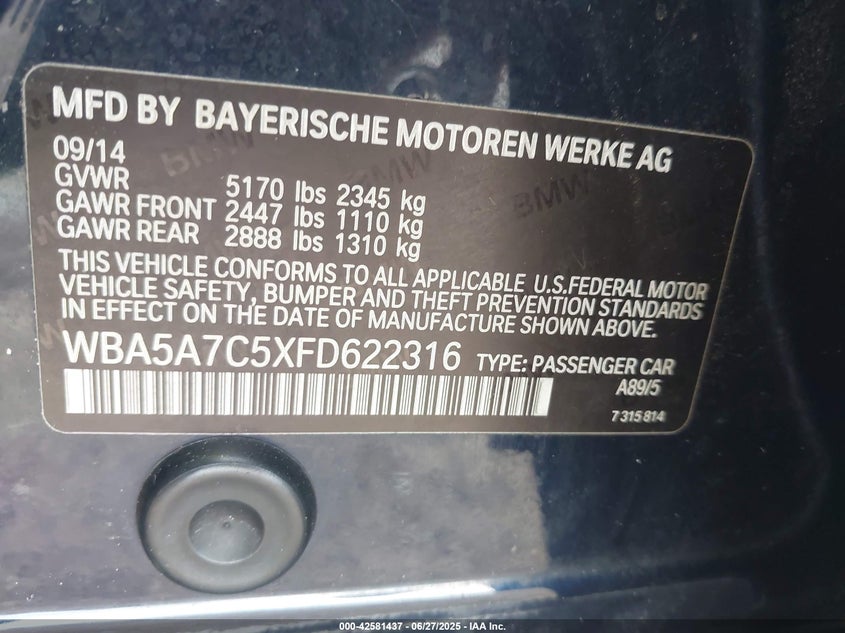 MFD BY BAYERISCHE MOTOREN WERKE AG
09/14
GVWR 5170 lbs 2345 kg
GAWR FRONT 2447 lbs 1110 kg
GAWR REAR 2888 lbs 1310 kg
THIS VEHICLE CONFORMS TO ALL APPLICABLE U.S.FEDERAL MOTOR
VEHICLE SAFETY, BUMPER AND THEFT PREVENTION STANDARDS
IN EFFECT ON THE DATE OF MANUFACTURE SHOWN ABOVE.
WBA5A7C5XFD622316 TYPE: PASSENGER CAR
A89/5
7 315 814
BMW
BMW
BMW
000-42581437 - 06/27/2025 - IAA Inc.